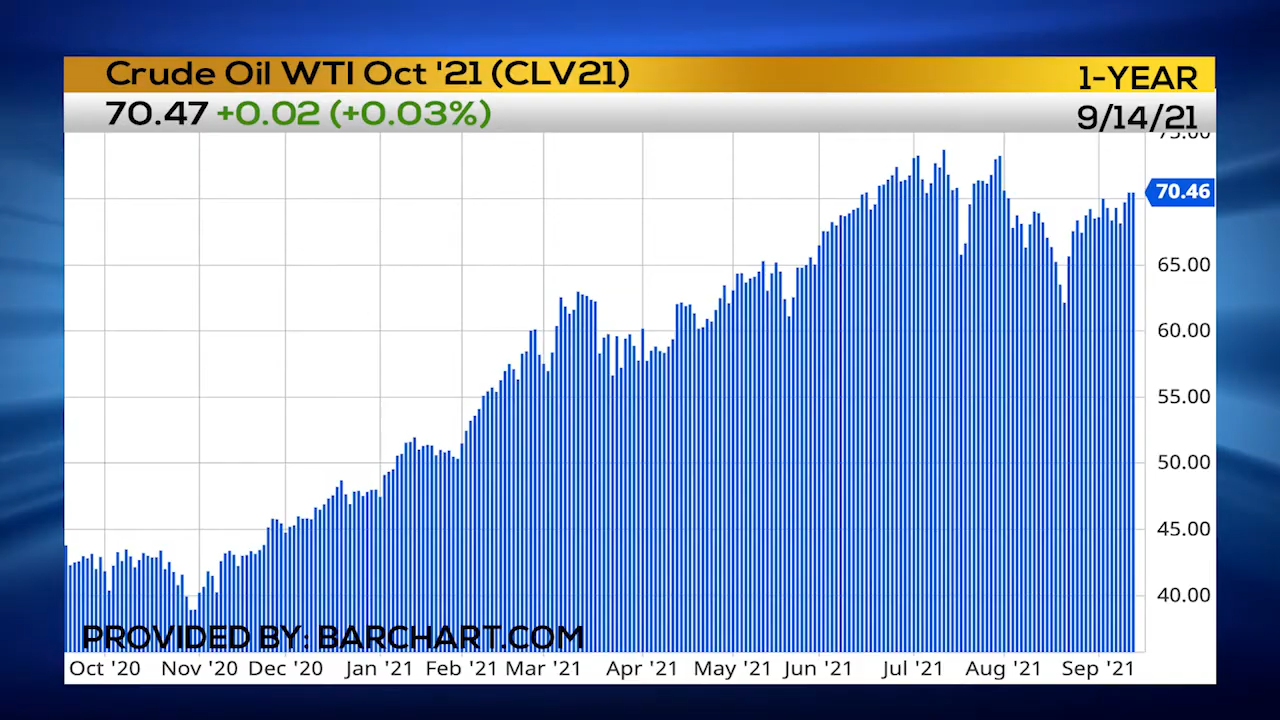 Crude Oil WTI Oct '21 (CLV21)
1-YEAR
70.47 +0.02 (+0.03%)
9/14/21
75.00
70.46
65.00
60.00
55.00
50.00
45.00
40.00
PROVIDED BY: BARCHART.COM
Oct '20 Nov '20 Dec '20 Jan '21 Feb '21 Mar '21 Apr '21 May '21 Jun '21 Jul '21 Aug '21 Sep '21